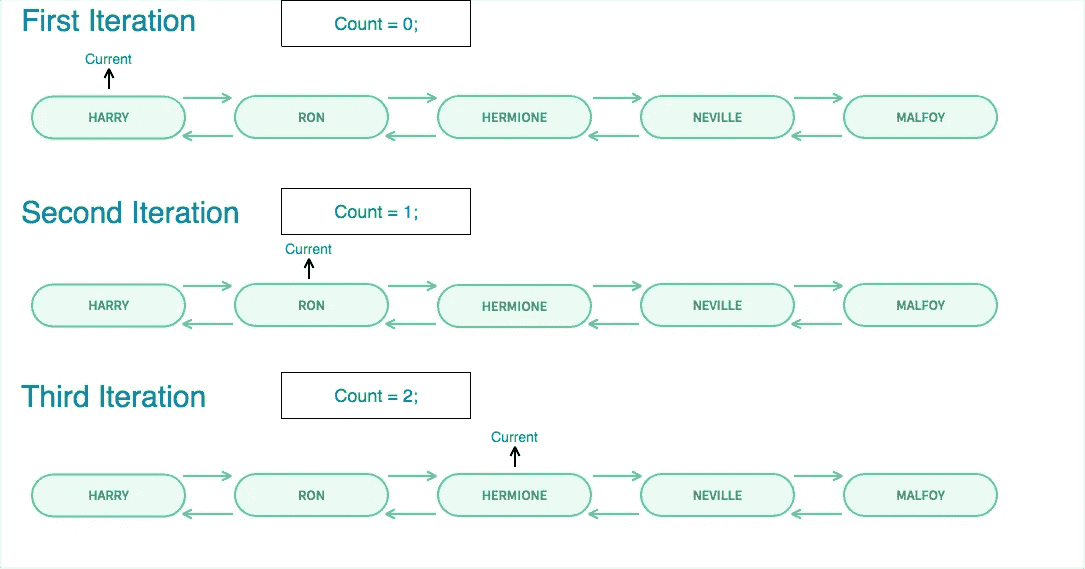 First Iteration
Count = 0;
Current
HARRY RON HERMIONE NEVILLE MALFOY
Second Iteration
Count = 1;
Current
HARRY RON HERMIONE NEVILLE MALFOY
Third Iteration
Count = 2;
Current
HARRY RON HERMIONE NEVILLE MALFOY